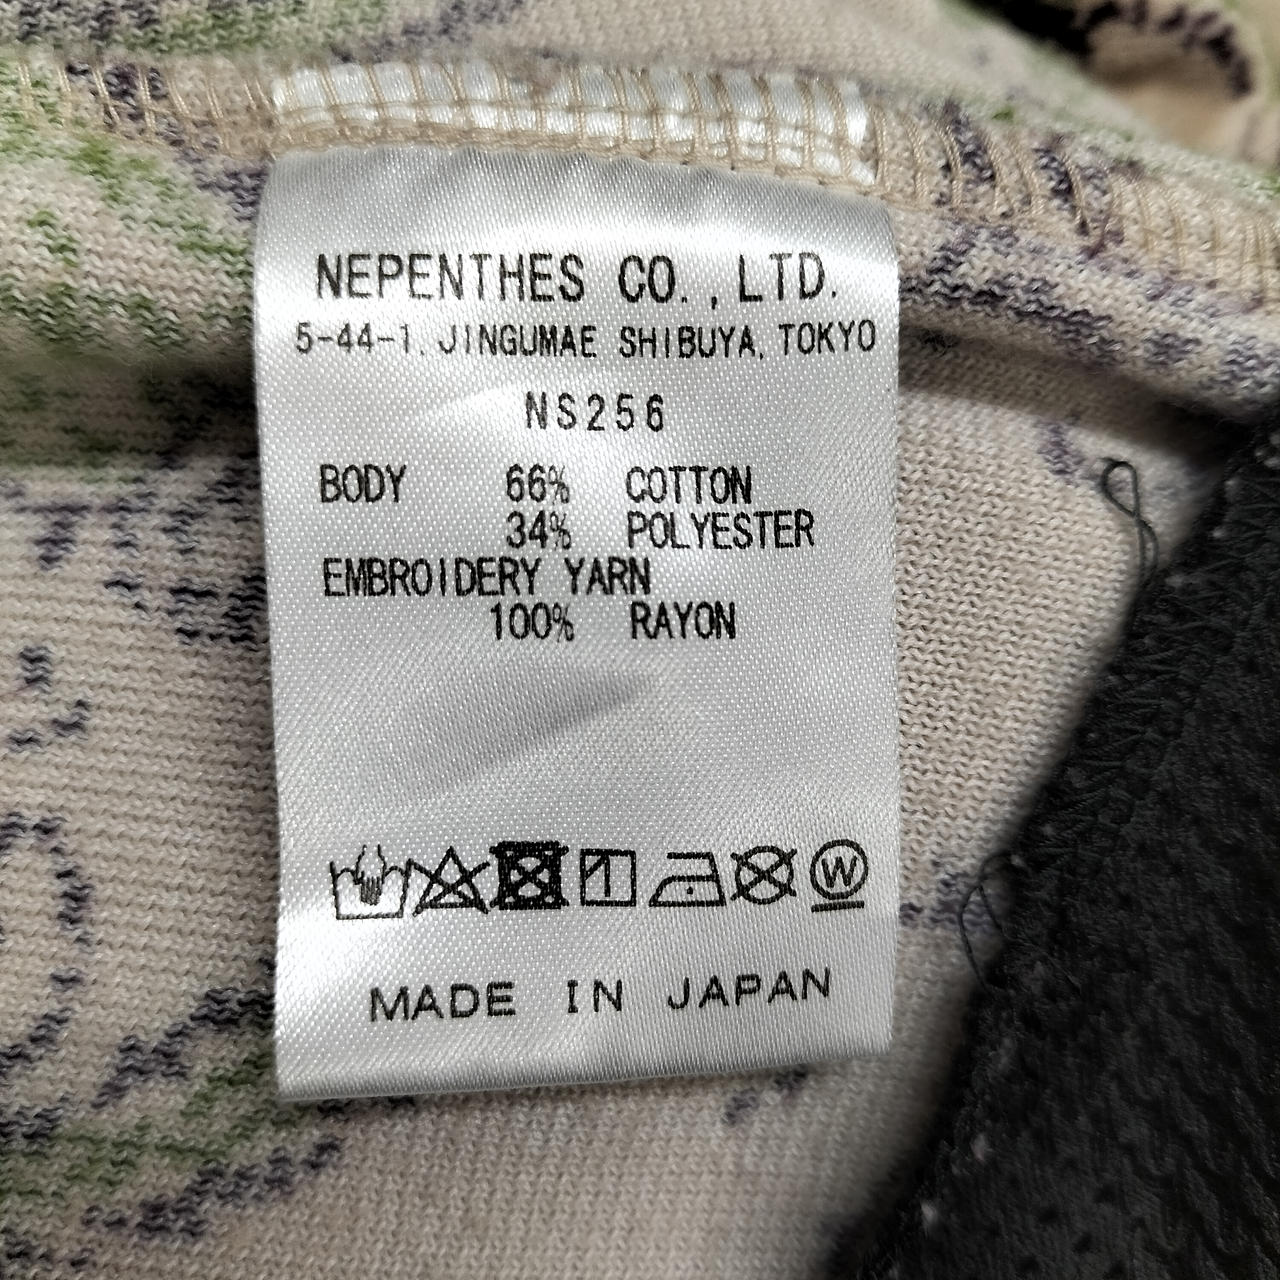 NEPENTHES CO., LTD.
5-44-1, JINGUMAE SHIBUYA, TOKYO
NS256
BODY 66% COTTON
34% POLYESTER
EMBROIDERY YARN
100% RAYON
W
MADE IN JAPAN